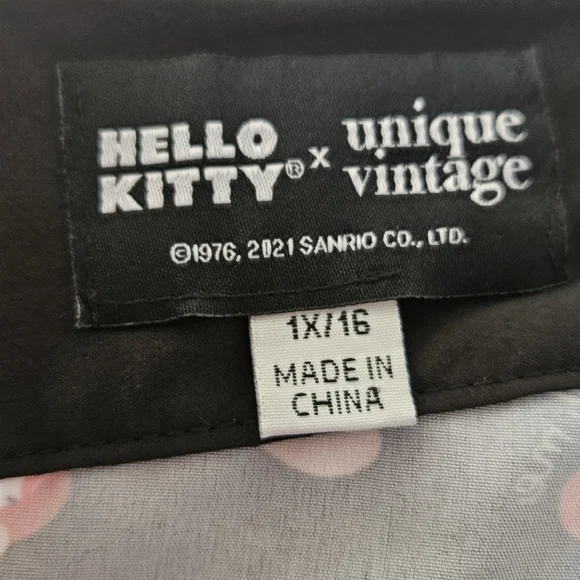 HELLO KITTY® x unique vintage
©1976, 2021 SANRIO CO., LTD.
1X/16
MADE IN
CHINA